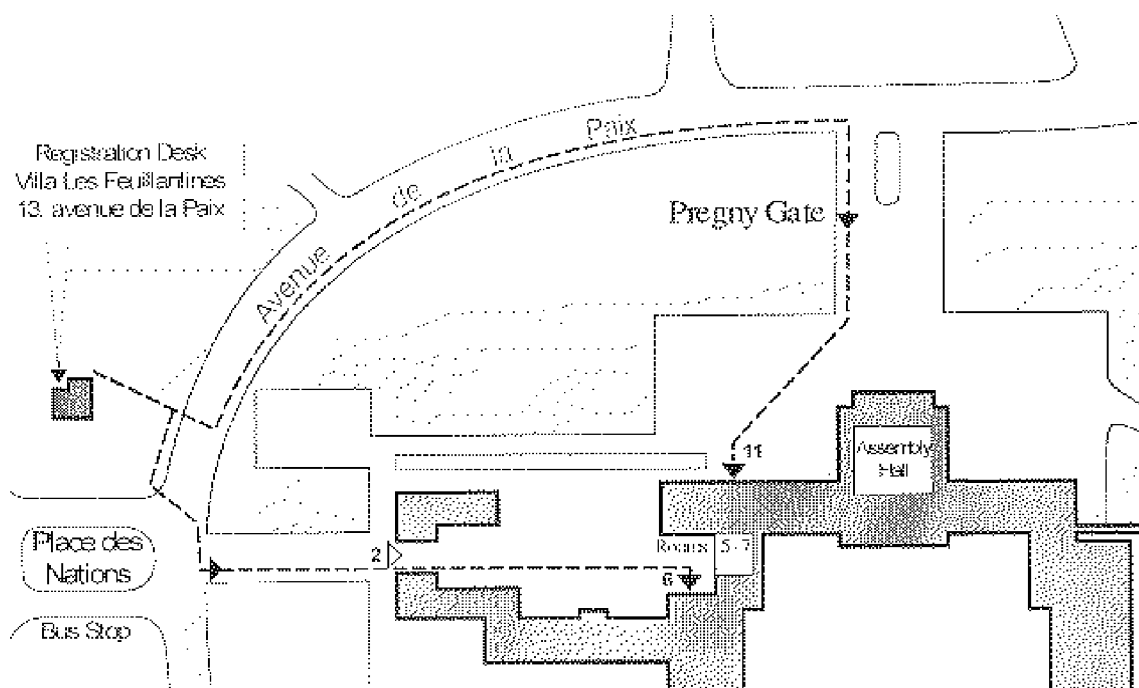 Registration Desk
Villa Les Feuillantines
13, avenue de la Paix
Avenue de la Paix
Pregny Gate
11
Assembly
Hall
Place des
Nations
2
Rooms 5-7
6
Bus Stop